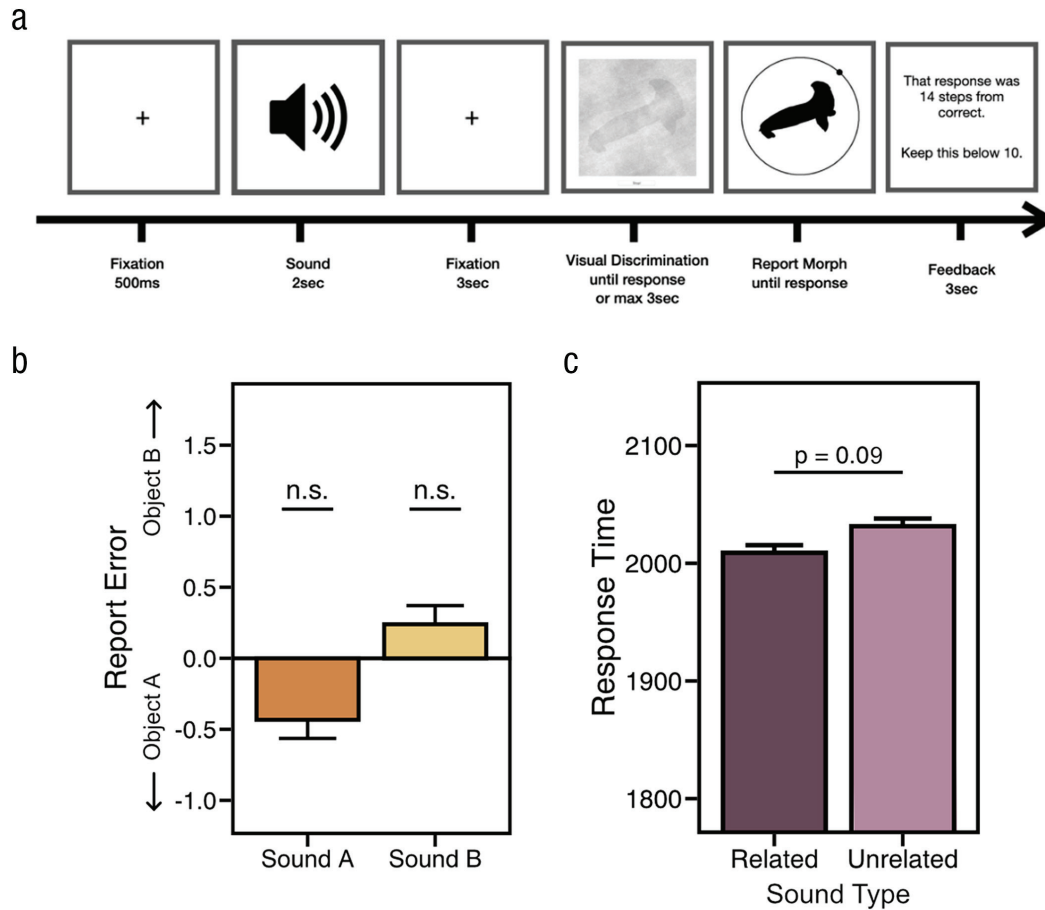 a
+
+
That response was
14 steps from
correct.
Keep this below 10.
Fixation
500ms
Sound
2sec
Fixation
3sec
Visual Discrimination
until response
or max 3sec
Report Morph
until response
Feedback
3sec
b
Report Error
← Object A
Object B →
1.5
1.0
0.5
0.0
-0.5
-1.0
n.s.
n.s.
Sound A
Sound B
c
Response Time
2100
2000
1900
1800
p = 0.09
Related
Unrelated
Sound Type